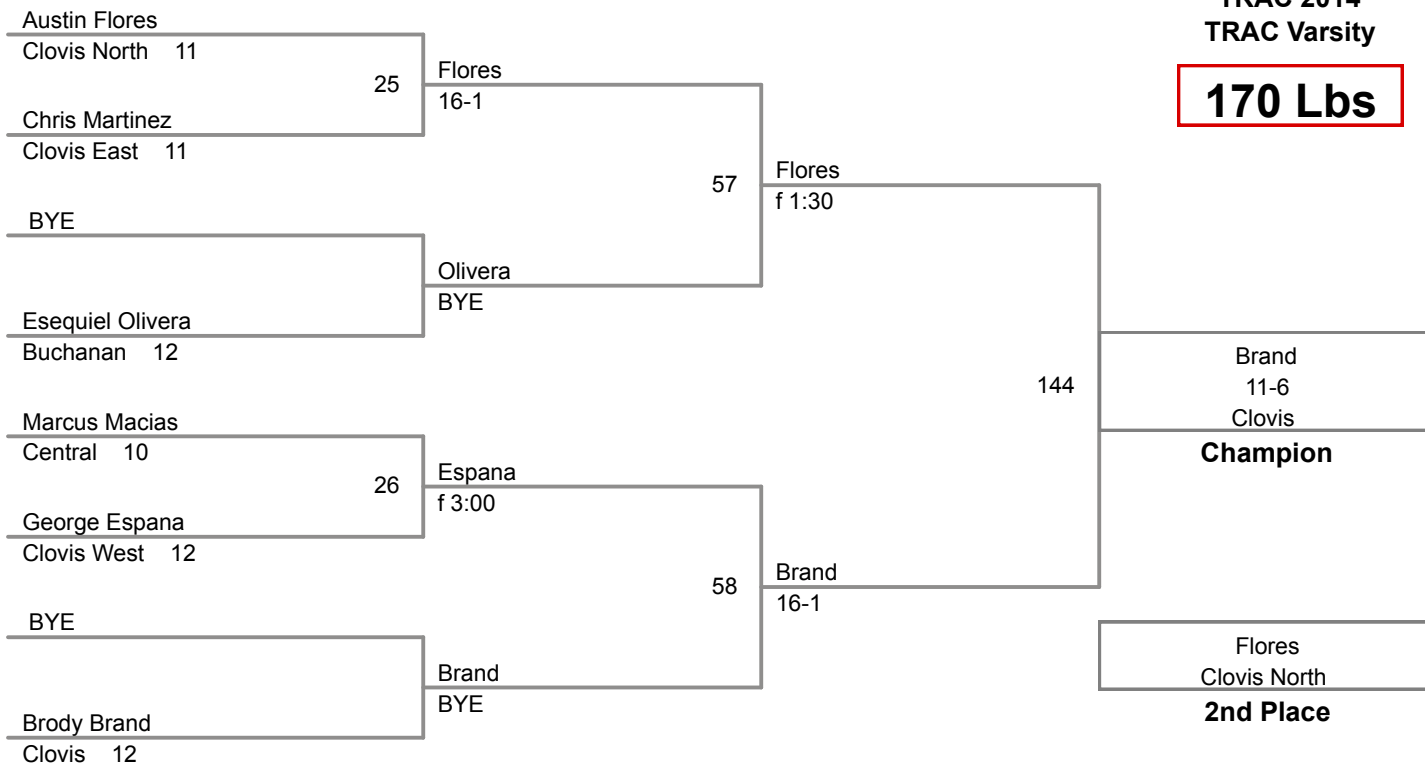 TRAC 2014
TRAC Varsity
170 Lbs
Austin Flores
Clovis North 11
25
Flores
16-1
Chris Martinez
Clovis East 11
57
Flores
f 1:30
BYE
Olivera
BYE
Esequiel Olivera
Buchanan 12
144
Brand
11-6
Clovis
Champion
Marcus Macias
Central 10
26
Espana
f 3:00
George Espana
Clovis West 12
58
Brand
16-1
BYE
Flores
Clovis North
2nd Place
Brand
BYE
Brody Brand
Clovis 12